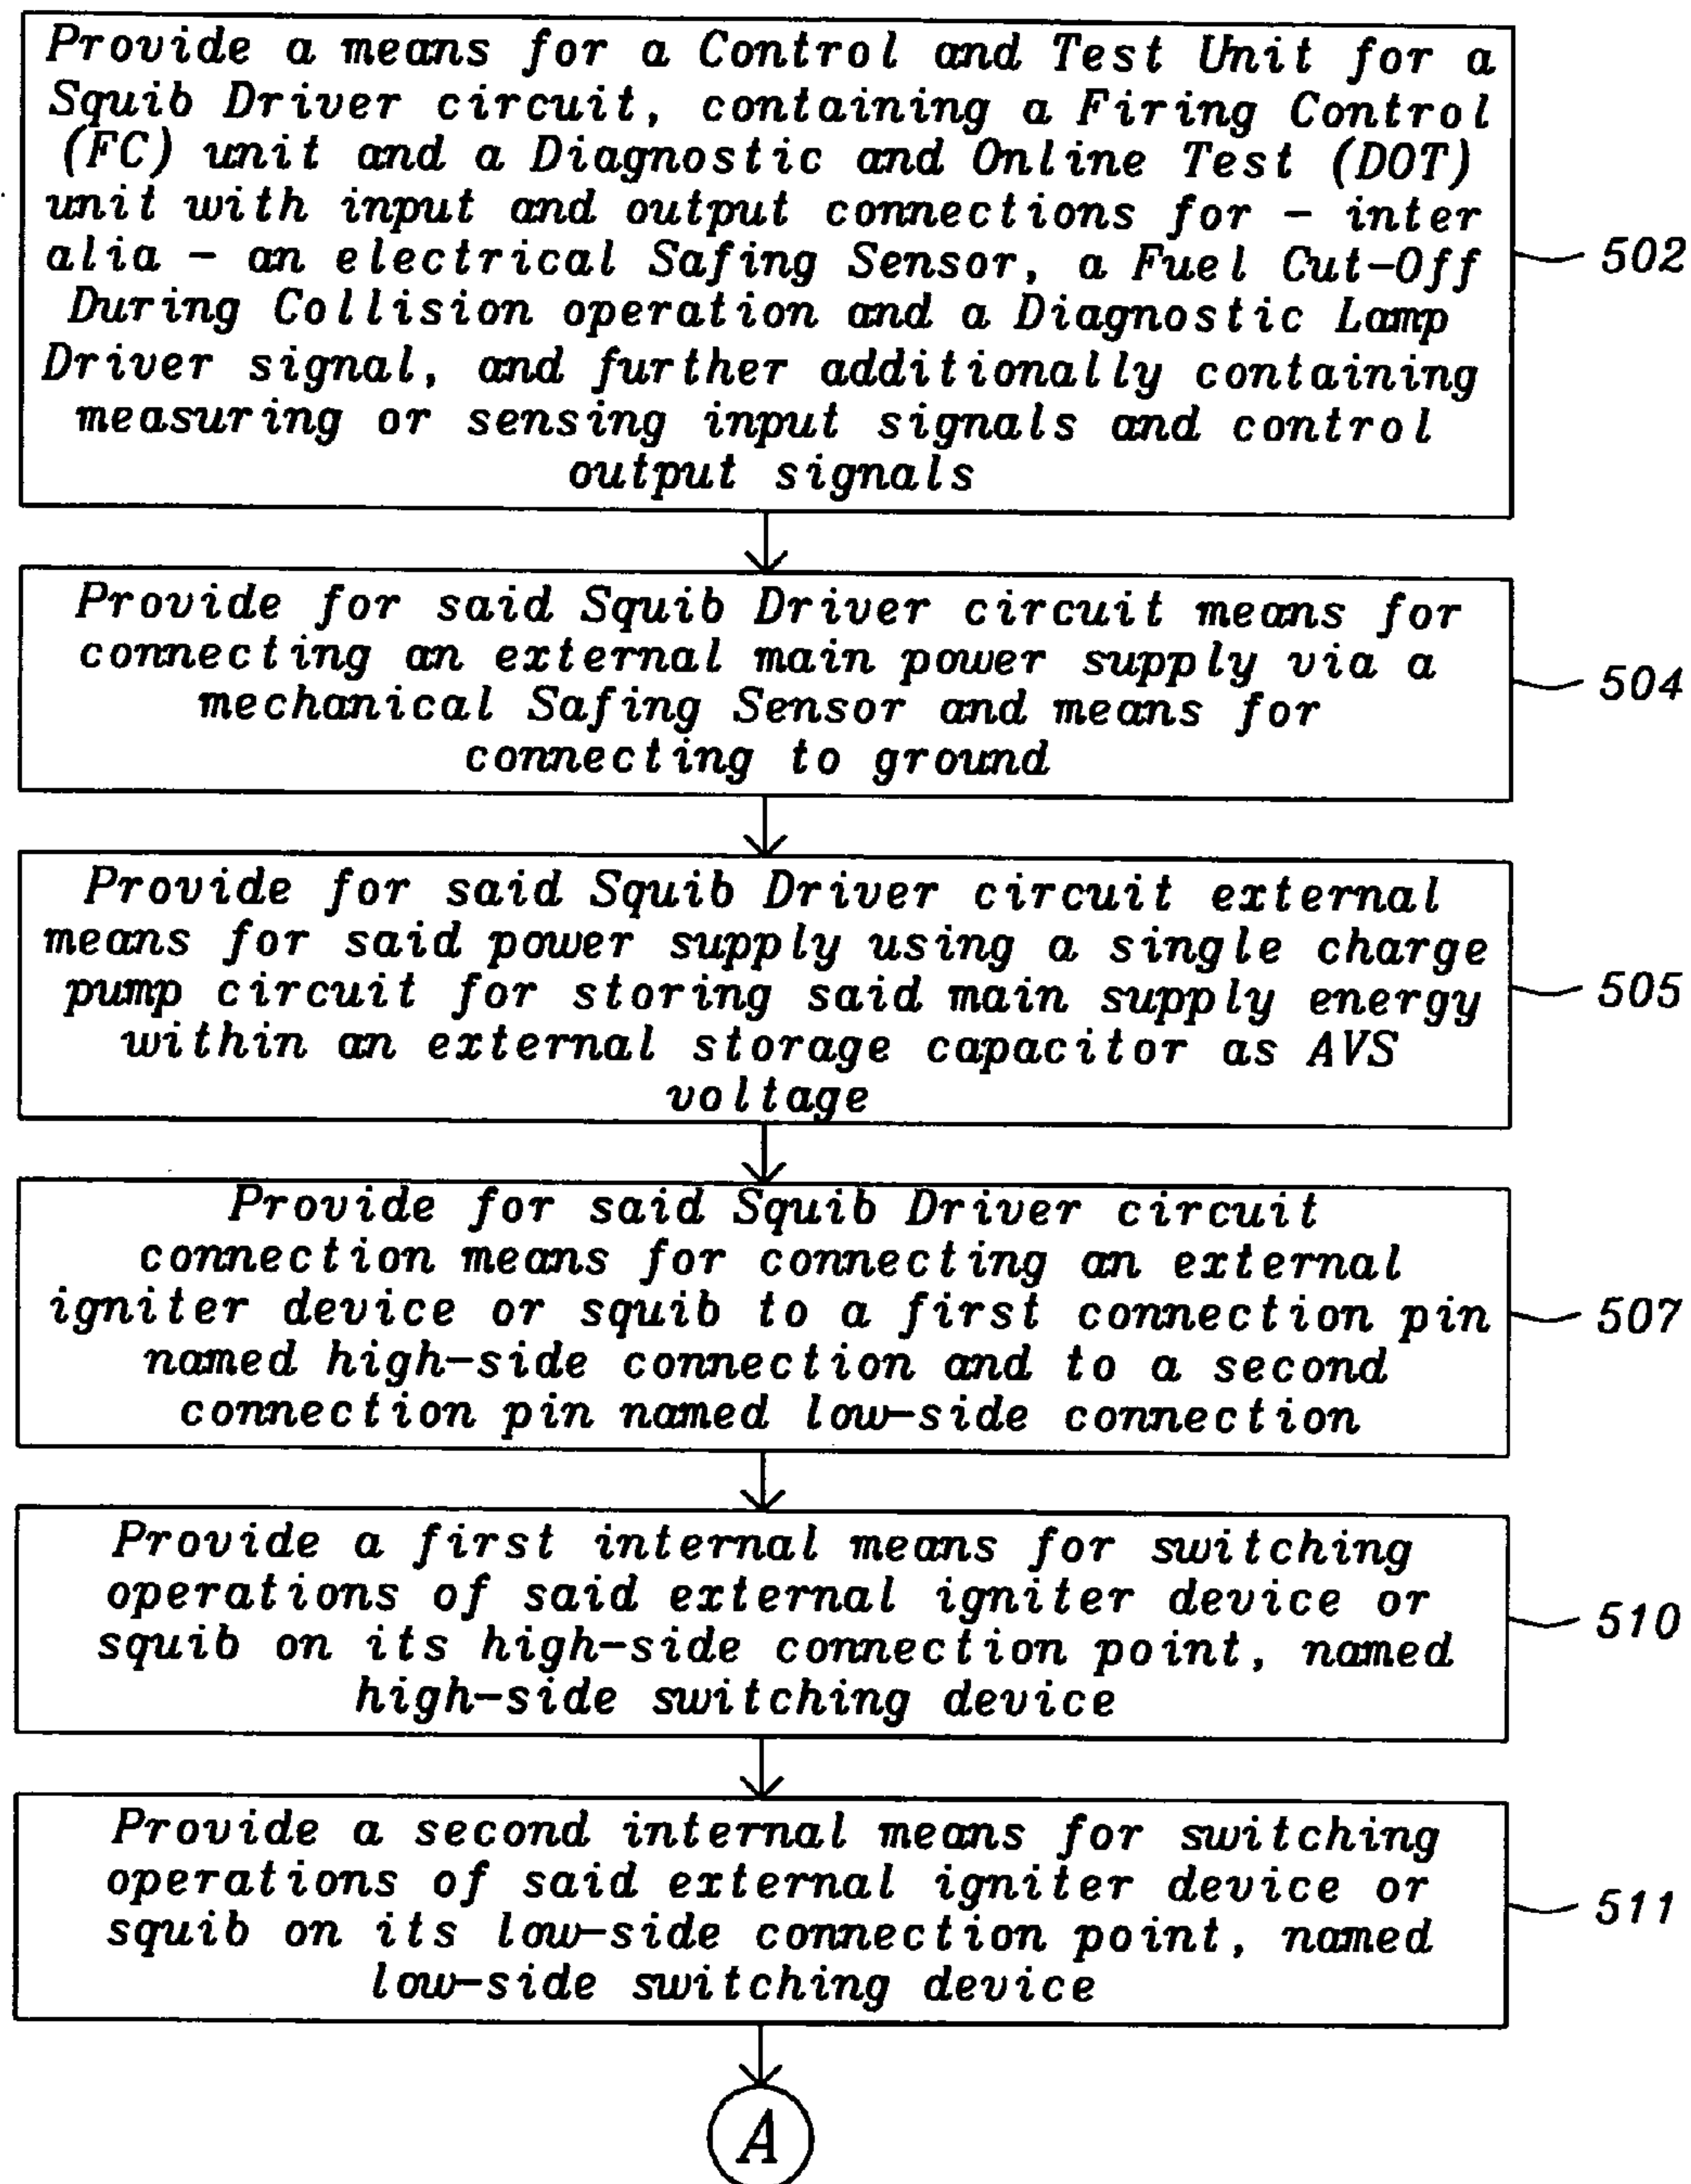 Provide a means for a Control and Test Unit for a
Squib Driver circuit, containing a Firing Control
(FC) unit and a Diagnostic and Online Test (DOT)
unit with input and output connections for - inter
alia - an electrical Safing Sensor, a Fuel Cut-Off
During Collision operation and a Diagnostic Lamp
Driver signal, and further additionally containing
measuring or sensing input signals and control
output signals
502
Provide for said Squib Driver circuit means for
connecting an external main power supply via a
mechanical Safing Sensor and means for
connecting to ground
504
Provide for said Squib Driver circuit external
means for said power supply using a single charge
pump circuit for storing said main supply energy
within an external storage capacitor as AVS
voltage
505
Provide for said Squib Driver circuit
connection means for connecting an external
igniter device or squib to a first connection pin
named high-side connection and to a second
connection pin named low-side connection
507
Provide a first internal means for switching
operations of said external igniter device or
squib on its high-side connection point, named
high-side switching device
510
Provide a second internal means for switching
operations of said external igniter device or
squib on its low-side connection point, named
low-side switching device
511
A